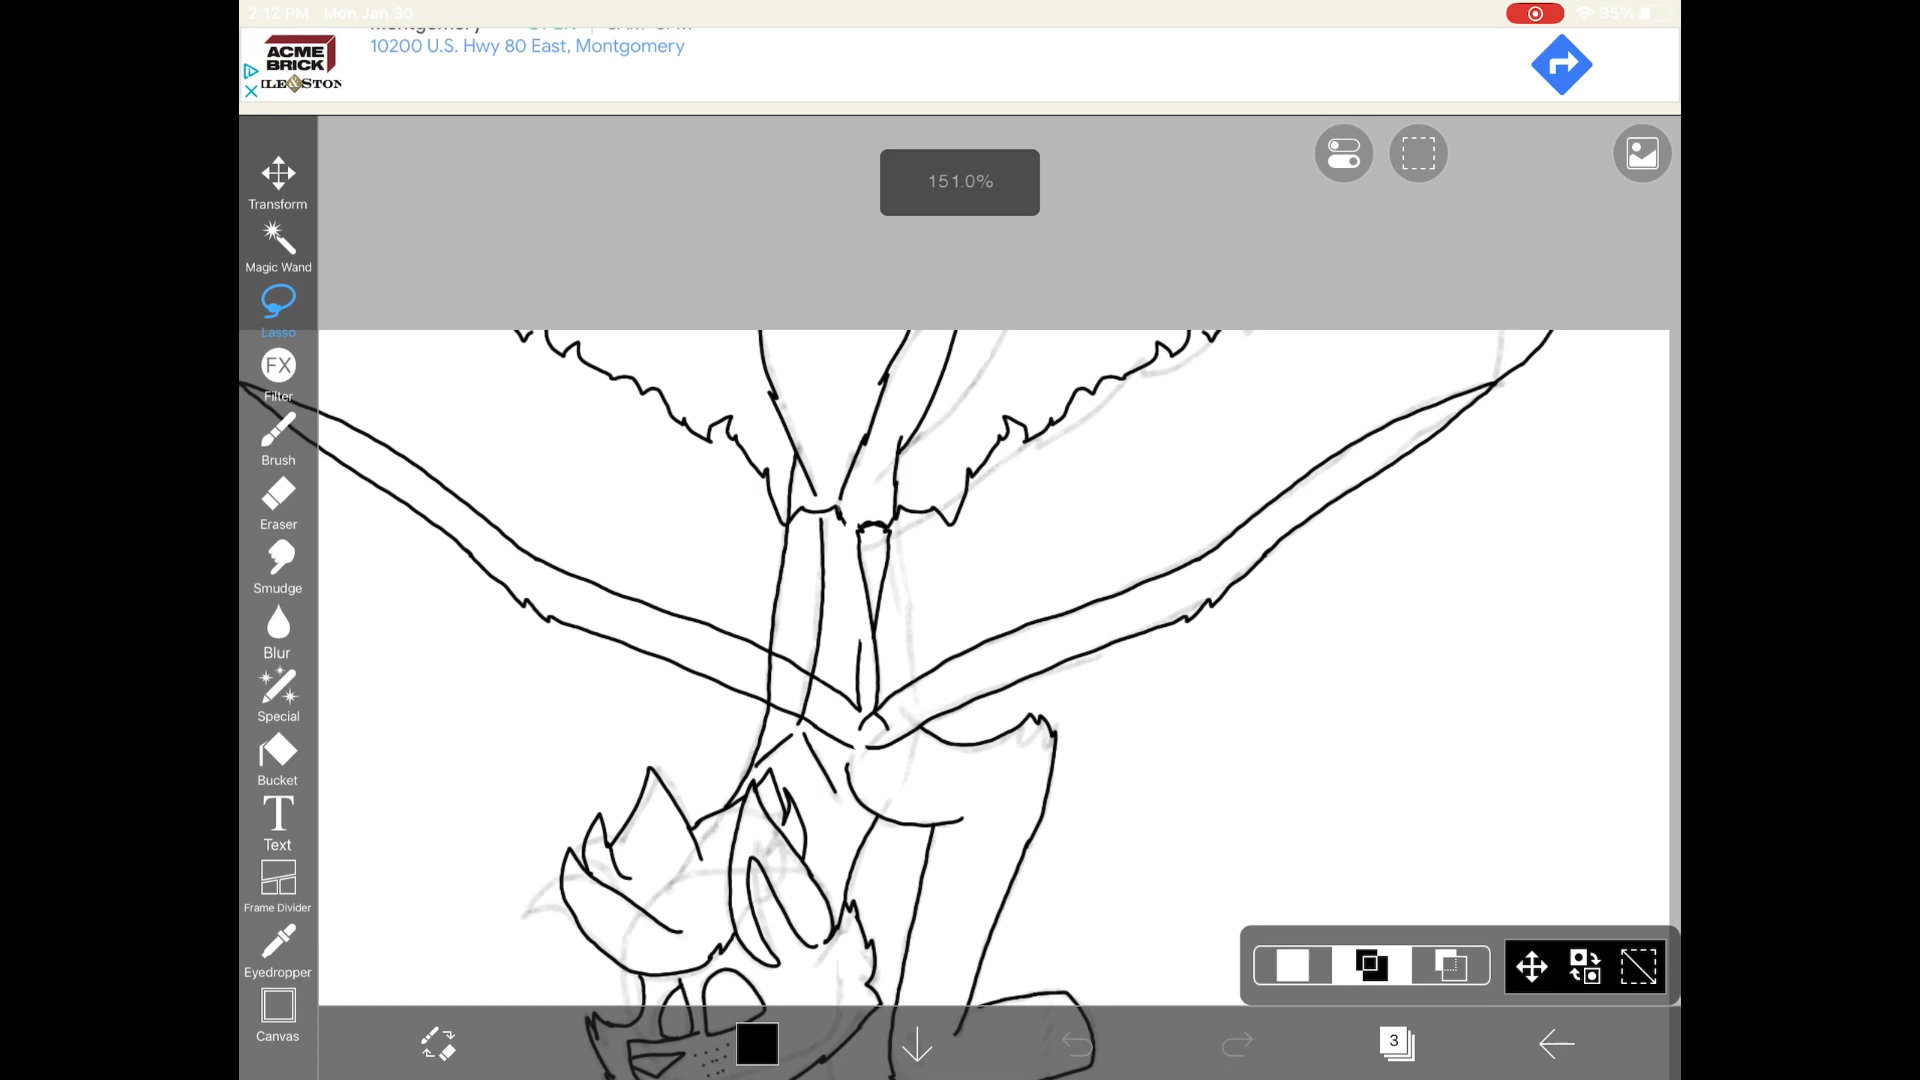 2:12 PM Mon Jan 30
35%
ACME
BRICK
10200 U.S. Hwy 80 East, Montgomery
151.0%
Transform
Magic Wand
Lasso
FX
Filter
Brush
Eraser
Smudge
Blur
Special
Bucket
T
Text
Frame Divider
Eyedropper
Canvas
3